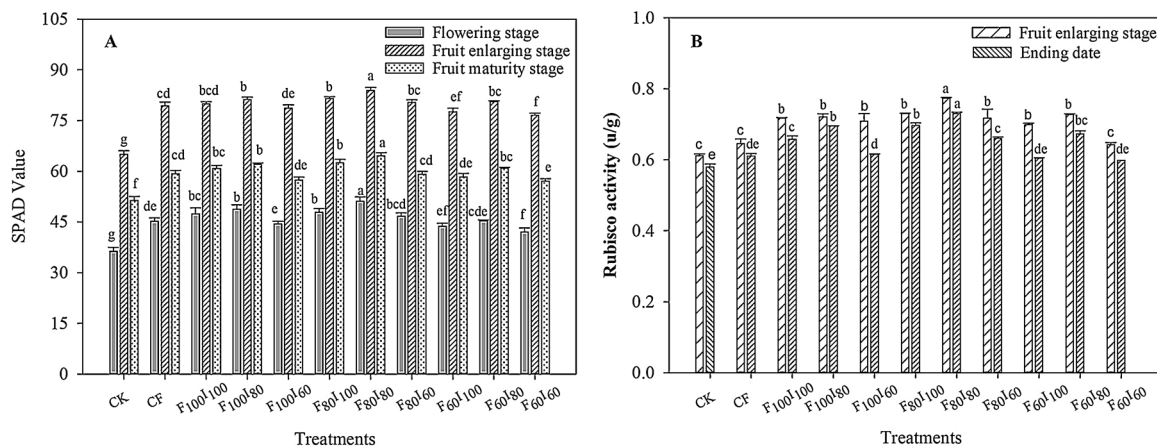 A
Flowering stage
Fruit enlarging stage
Fruit maturity stage
SPAD Value
105
90
75
60
45
30
15
0
g g f
de cd cd
bc bcd bc
b b b
e d de
b b bc
a a a
bcd b cd
ef ef cd
cde b bc
f f e
CK CF F100I100 F100I80 F100I60 F80I100 F80I80 F80I60 F60I100 F60I80 F60I60
Treatments
B
Fruit enlarging stage
Ending date
Rubisco activity (u/g)
1./0
0.8
0.6
0.4
0.2
0.0
c e
c de
b c
b b
b d
b b
a a
b c
b de
b bc
c de
CK CF F100I100 F100I80 F100I60 F80I100 F80I80 F80I60 F60I100 F60I80 F60I60
Treatments